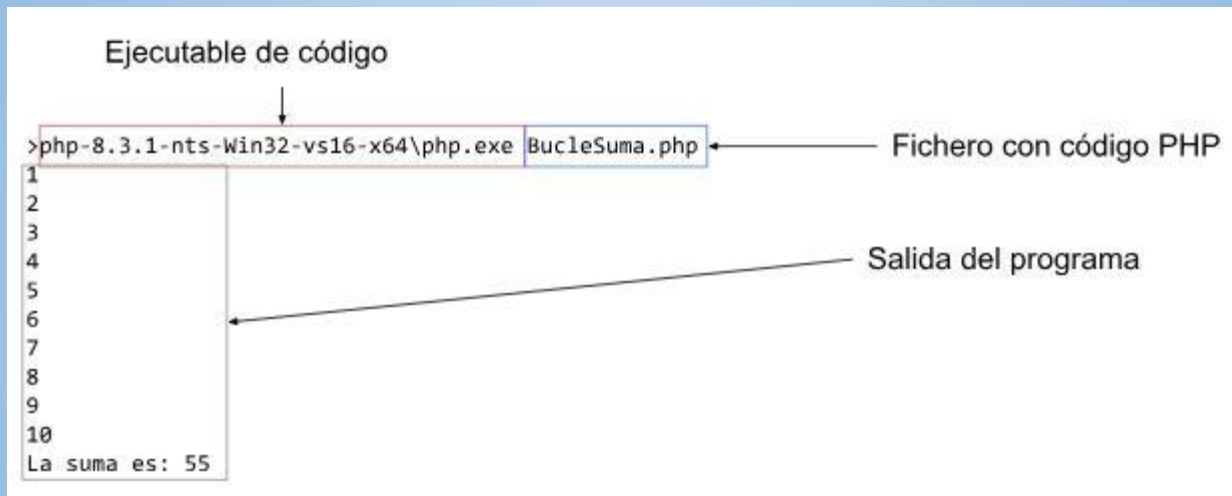 Ejecutable de código
>php-8.3.1-nts-Win32-vs16-x64\php.exe BucleSuma.php
Fichero con código PHP
1
2
3
4
5
6
7
8
9
10
La suma es: 55
Salida del programa